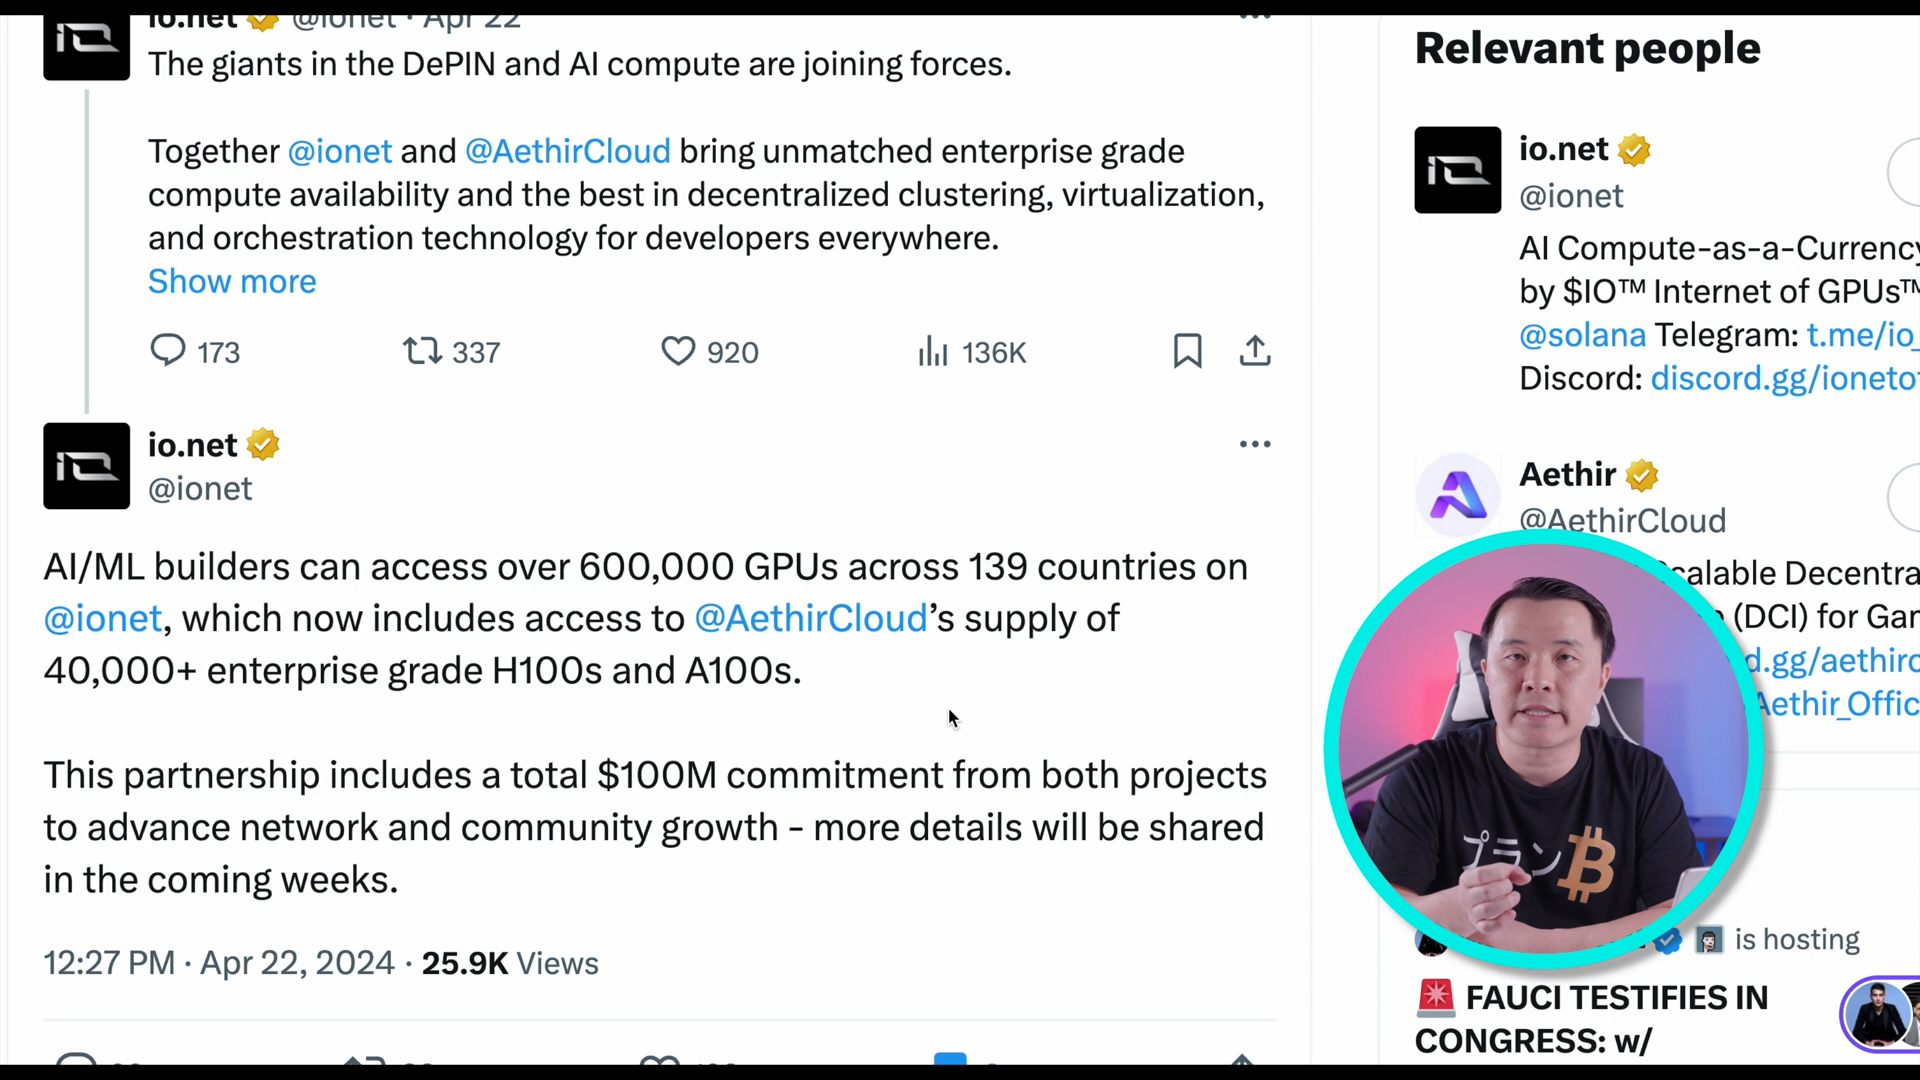 io.net @ionet · Apr 22
The giants in the DePIN and AI compute are joining forces.
Together @ionet and @AethirCloud bring unmatched enterprise grade
compute availability and the best in decentralized clustering, virtualization,
and orchestration technology for developers everywhere.
Show more
173 337 920 136K
io.net
@ionet
AI/ML builders can access over 600,000 GPUs across 139 countries on
@ionet, which now includes access to @AethirCloud’s supply of
40,000+ enterprise grade H100s and A100s.
This partnership includes a total $100M commitment from both projects
to advance network and community growth - more details will be shared
in the coming weeks.
12:27 PM · Apr 22, 2024 · 25.9K Views
Relevant people
io.net
@ionet
AI Compute-as-a-Currency
by $IO™ Internet of GPUs™
@solana Telegram: t.me/io_
Discord: discord.gg/ioneto
Aethir
@AethirCloud
calable Decentra
(DCI) for Gam
d.gg/aethirc
Aethir_Offic
プラン₿
is hosting
FAUCI TESTIFIES IN
CONGRESS: w/